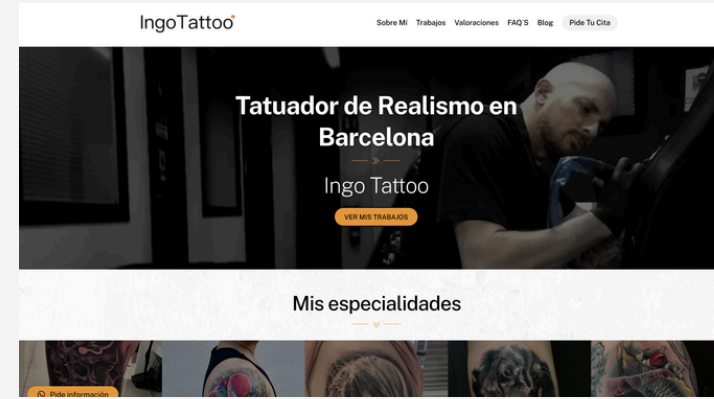 IngoTattoo
Sobre Mí Trabajos Valoraciones FAQ'S Blog Pide Tu Cita
Tatuador de Realismo en
Barcelona
Ingo Tattoo
VER MIS TRABAJOS
Mis especialidades
Pide información